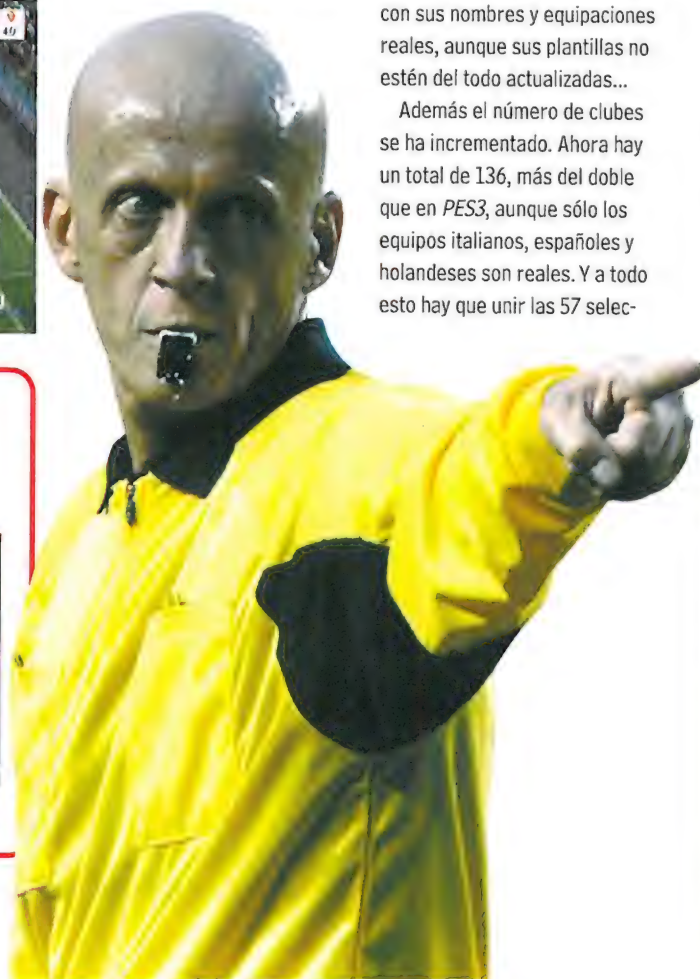 con sus nombres y equipaciones
reales, aunque sus plantillas no
estén del todo actualizadas...
Además el número de clubes
se ha incrementado. Ahora hay
un total de 136, más del doble
que en PES3, aunque sólo los
equipos italianos, españoles y
holandeses son reales. Y a todo
esto hay que unir las 57 selec-